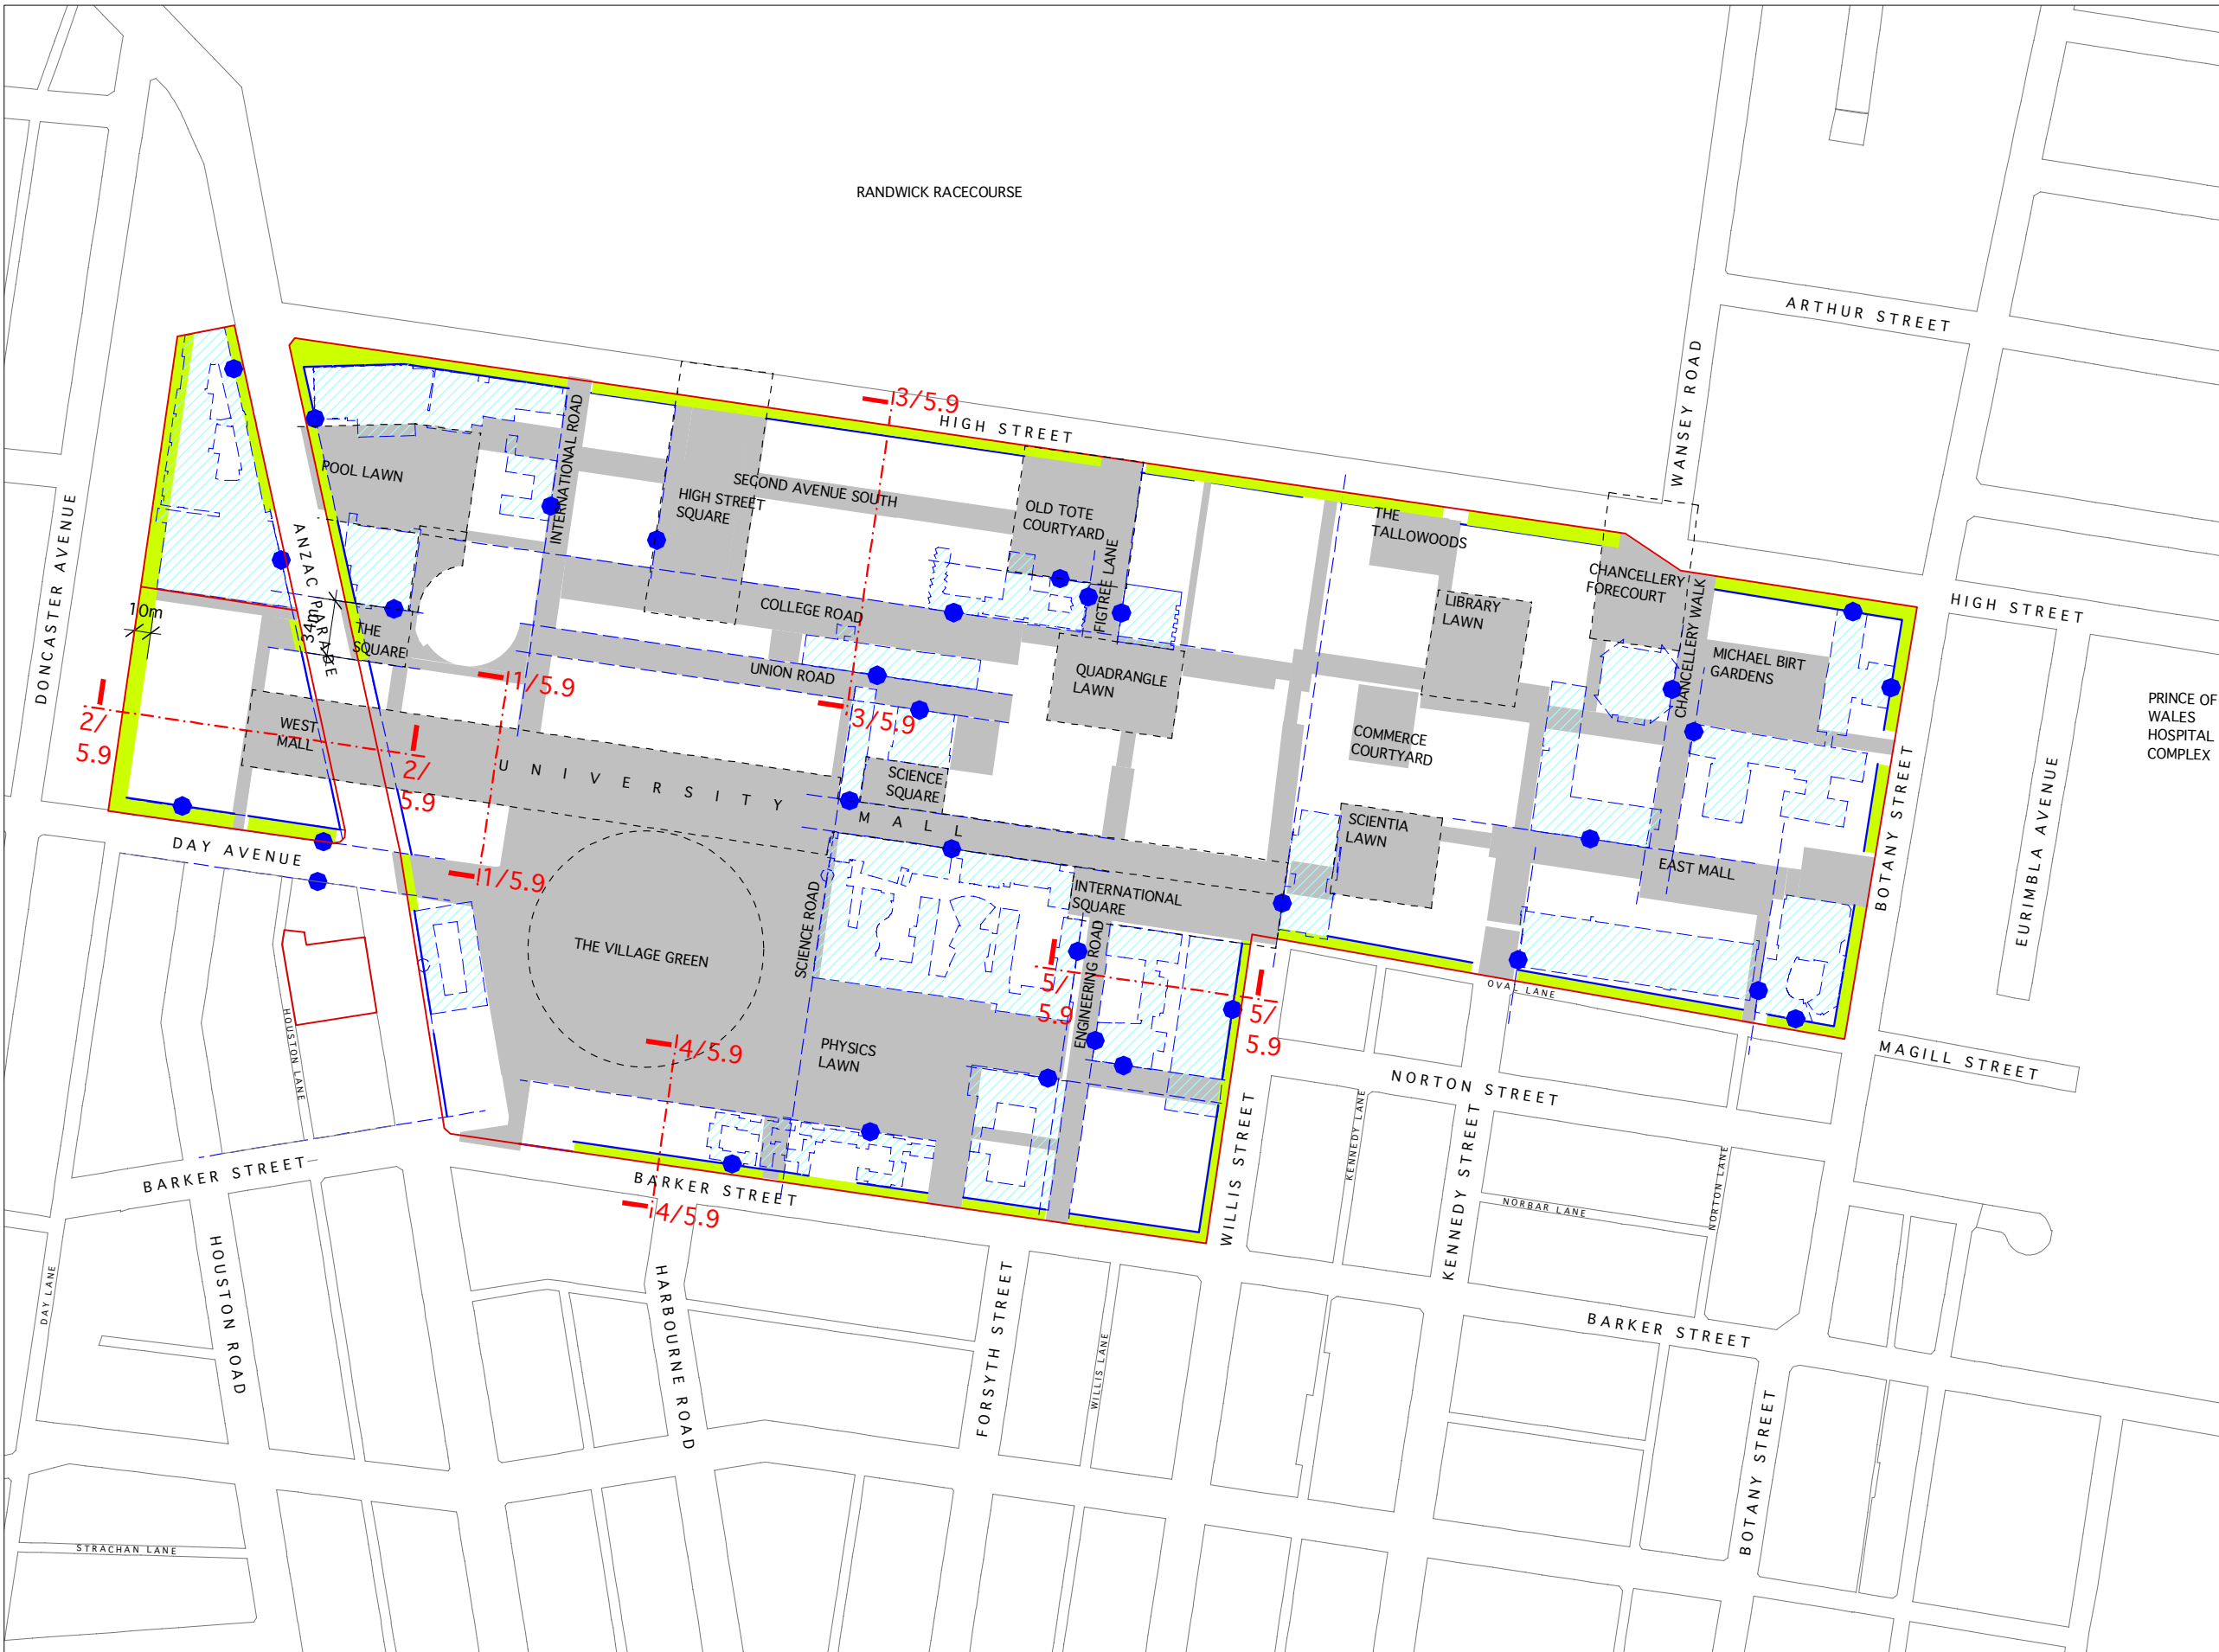 RANDWICK RACECOURSE
ARTHUR STREET
WANSEY ROAD
3/5.9
HIGH STREET
INTERNATIONAL ROAD
POOL LAWN
SECOND AVENUE SOUTH
HIGH STREET
SQUARE
OLD TOTE
COURTYARD
FIGTREE LANE
THE
TALLOWOODS
DONCASTER AVENUE
ANZAC PARADE
34m
10m
THE
SQUARE
COLLEGE ROAD
UNION ROAD
CHANCELLERY
FORECOURT
CHANCELLERY WALK
LIBRARY
LAWN
HIGH STREET
MICHAEL BIRT
GARDENS
QUADRANGLE
LAWN
PRINCE OF
WALES
HOSPITAL
COMPLEX
1/5.9
3/5.9
2/
5.9
WEST
MALL
2/
5.9
COMMERCE
COURTYARD
UNIVERSITY
MALL
SCIENCE
SQUARE
SCIENTIA
LAWN
BOTANY STREET
EURIMBLA AVENUE
DAY AVENUE
1/5.9
EAST MALL
INTERNATIONAL
SQUARE
SCIENCE ROAD
THE VILLAGE GREEN
ENGINEERING ROAD
5/
5.9
5/
5.9
OVAL LANE
HOUSTON LANE
4/5.9
PHYSICS
LAWN
MAGILL STREET
NORTON STREET
WILLIS STREET
KENNEDY LANE
KENNEDY STREET
NORTON LANE
NORBAR LANE
BARKER STREET
BARKER STREET
4/5.9
DAY LANE
HOUSTON ROAD
HARBOURNE ROAD
FORSYTH STREET
WILLIS LANE
BARKER STREET
BOTANY STREET
STRACHAN LANE